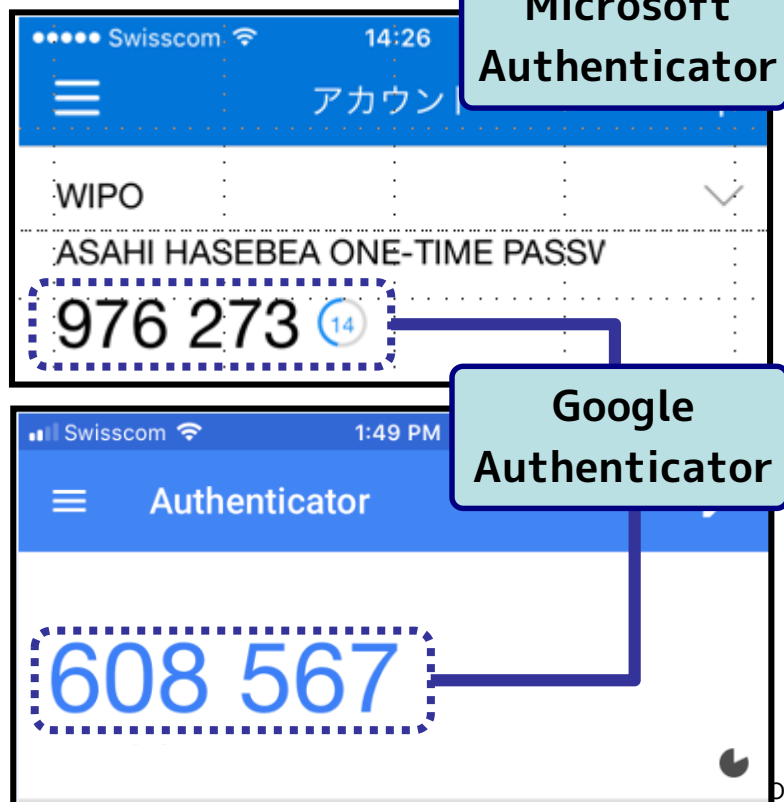 Microsoft
Authenticator
Swisscom 14:26
アカウント
WIPO
ASAHI HASEBEA ONE-TIME PASSV
976 273 14
Google
Authenticator
Swisscom 1:49 PM
Authenticator
608 567